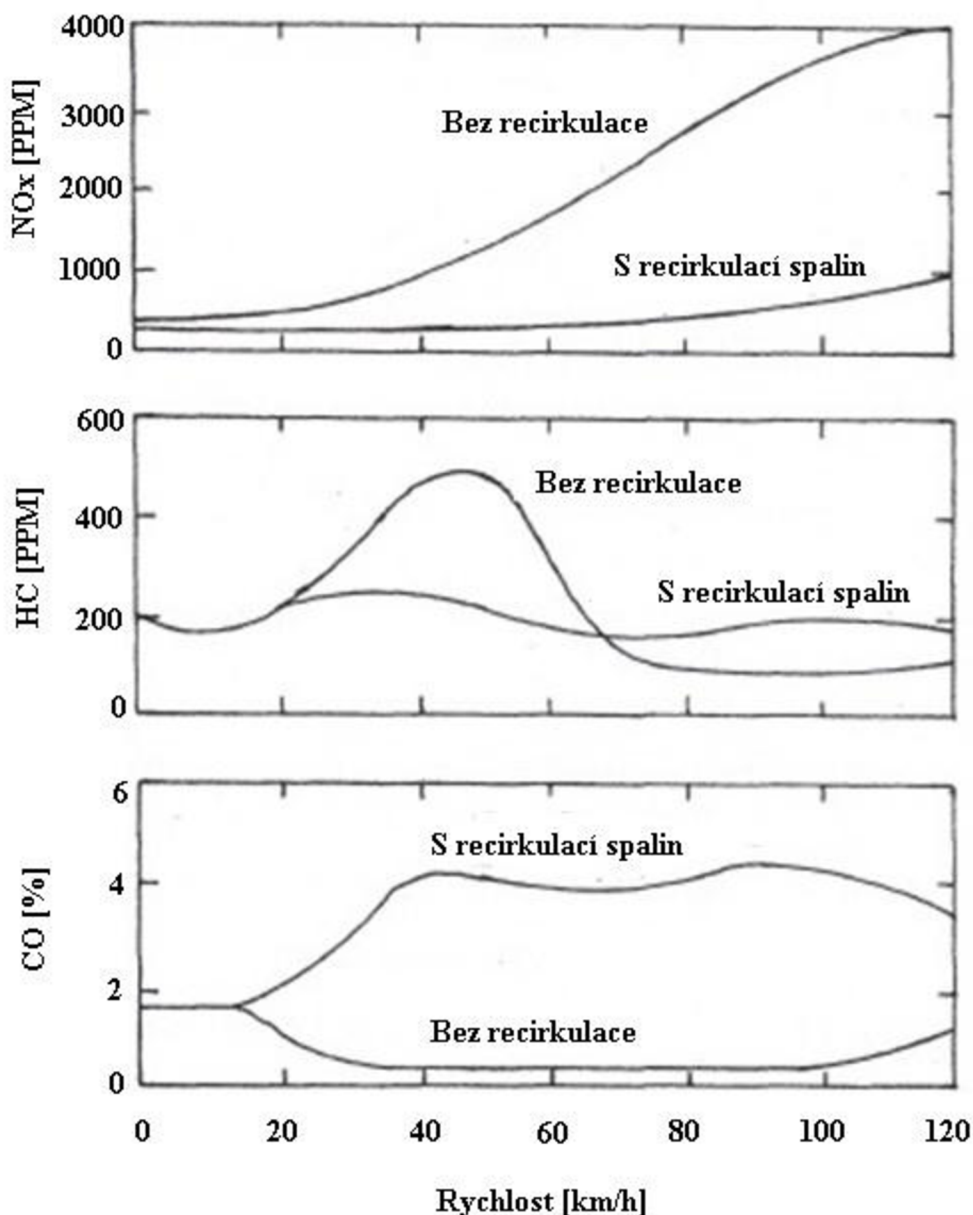 4000
3000
2000
1000
0
NOx [PPM]
Bez recirkulace
S recirkulací spalin
600
400
200
0
HC [PPM]
Bez recirkulace
S recirkulací spalin
6
4
2
0
CO [%]
S recirkulací spalin
Bez recirkulace
0 20 40 60 80 100 120
Rychlost [km/h]